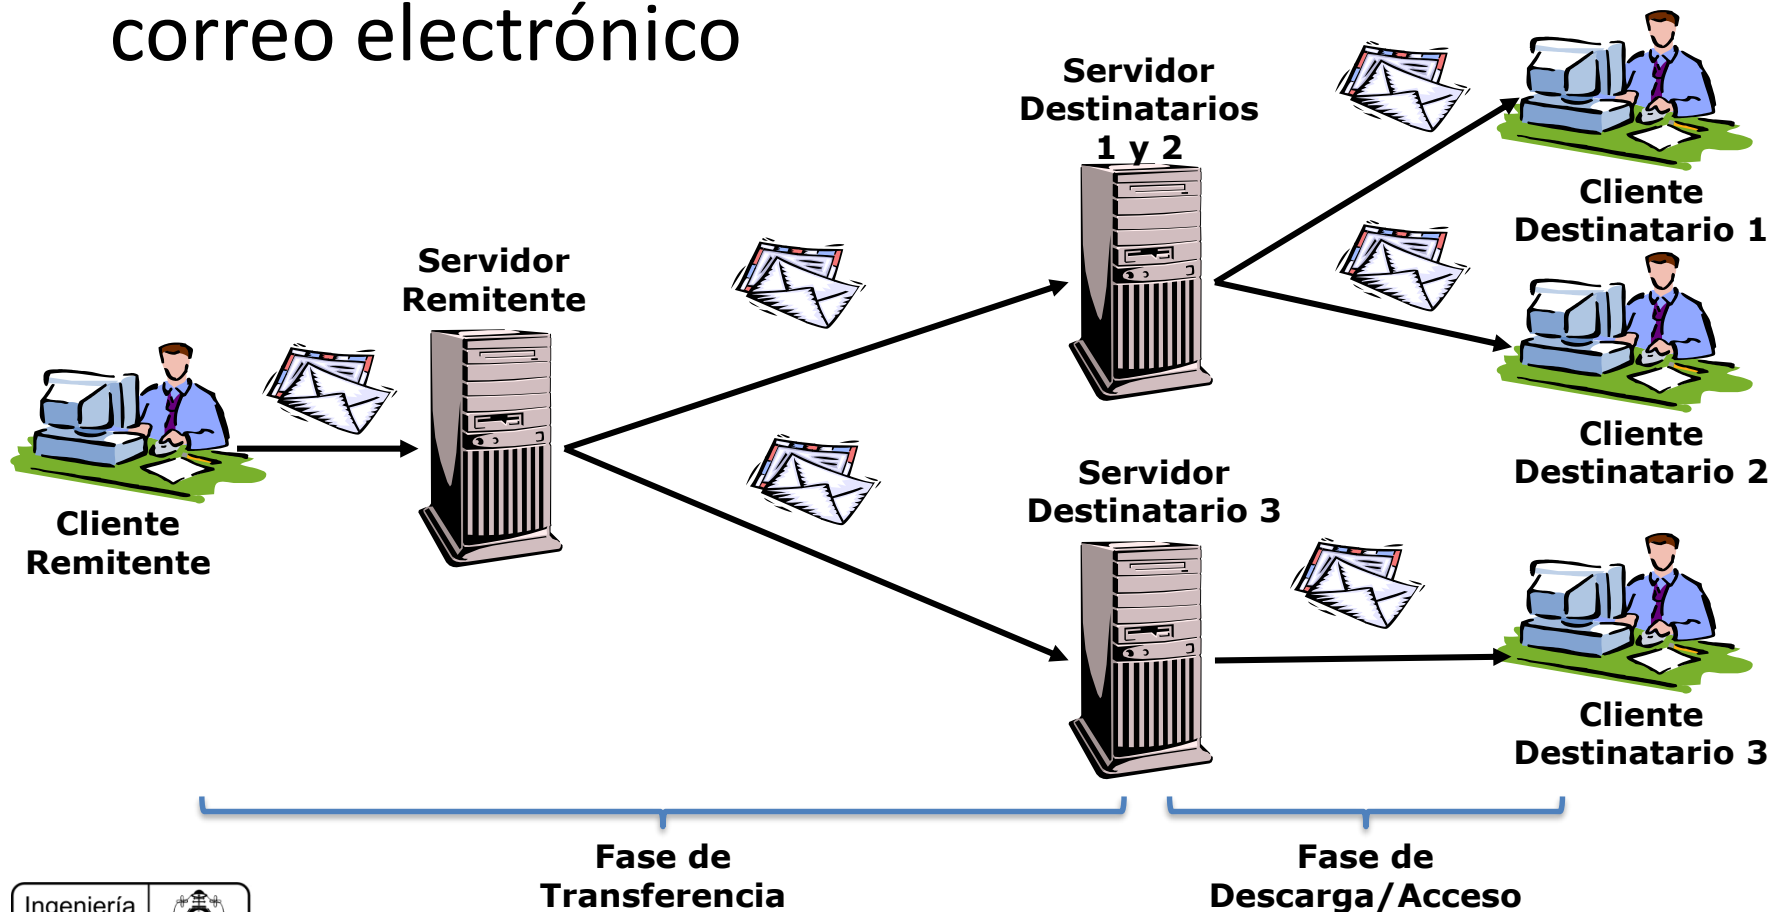 correo electrónico
Servidor
Destinatarios
1 y 2
Cliente
Destinatario 1
Servidor
Remitente
Cliente
Destinatario 2
Servidor
Destinatario 3
Cliente
Remitente
Cliente
Destinatario 3
Fase de
Transferencia
Fase de
Descarga/Acceso
Ingeniería